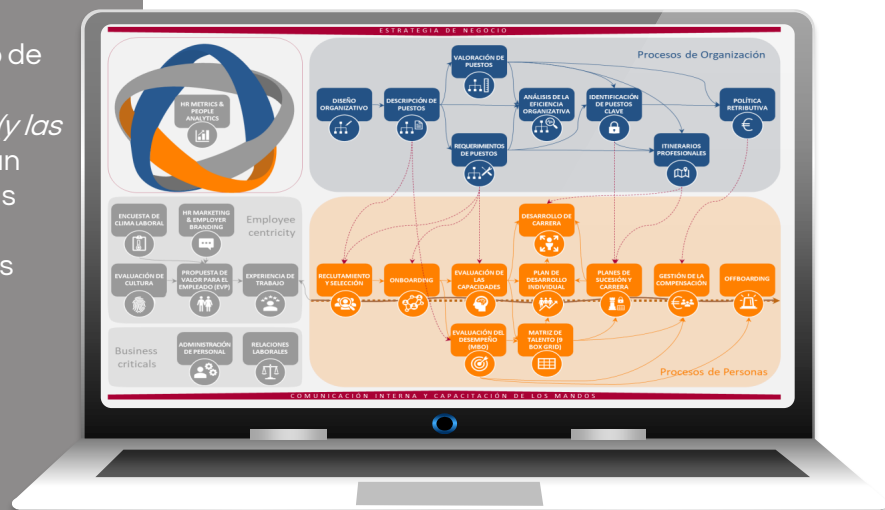 o de
/y las
un
s
s
ESTRATEGIA DE NEGOCIO
HR METRICS &
PEOPLE
ANALYTICS
Procesos de Organización
VALORACIÓN DE
PUESTOS
DISEÑO
ORGANIZATIVO
DESCRIPCIÓN DE
PUESTOS
ANÁLISIS DE LA
EFICIENCIA
ORGANIZATIVA
IDENTIFICACIÓN
DE PUESTOS
CLAVE
POLÍTICA
RETRIBUTIVA
€
REQUERIMIENTOS
DE PUESTOS
ITINERARIOS
PROFESIONALES
ENCUESTA DE
CLIMA LABORAL
HR MARKETING
& EMPLOYER
BRANDING
Employee
centricity
EVALUACIÓN DE
CULTURA
PROPUESTA DE
VALOR PARA EL
EMPLEADO (EVP)
EXPERIENCIA DE
TRABAJO
DESARROLLO DE
CARRERA
RECLUTAMIENTO
Y SELECCIÓN
ONBOARDING
EVALUACIÓN DE
LAS
CAPACIDADES
PLAN DE
DESARROLLO
INDIVIDUAL
PLANES DE
SUCESIÓN Y
CARRERA
GESTIÓN DE LA
COMPENSACIÓN
€
OFFBOARDING
Business
criticals
ADMINISTRACIÓN
DE PERSONAL
RELACIONES
LABORALES
EVALUACIÓN DEL
DESEMPEÑO
(MBO)
MATRIZ DE
TALENTO (9
BOX GRID)
Procesos de Personas
COMUNICACIÓN INTERNA Y CAPACITACIÓN DE LOS MANDOS